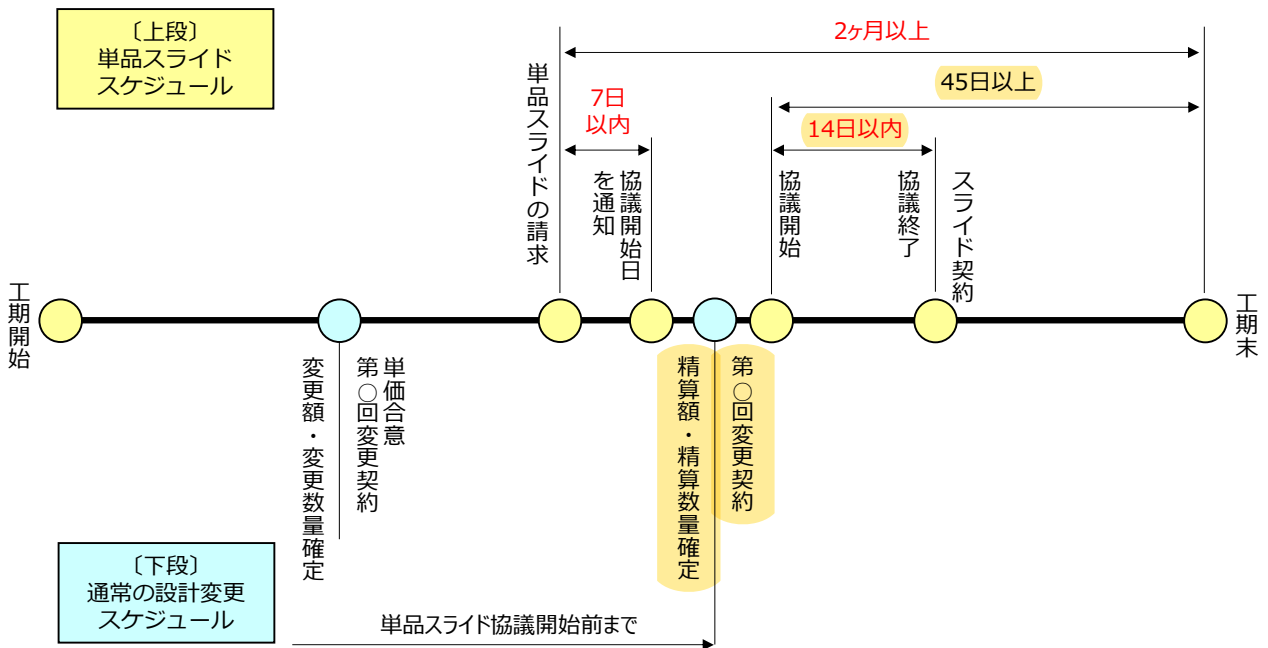 〔上段〕
単品スライド
スケジュール
2ヶ月以上
45日以上
7日
以内
14日以内
単品スライドの請求
協議開始日
を通知
協議開始
協議終了
スライド契約
工期開始
工期末
単価合意
第○回変更契約
変更額・変更数量確定
第○回変更契約
精算額・精算数量確定
〔下段〕
通常の設計変更
スケジュール
単品スライド協議開始前まで